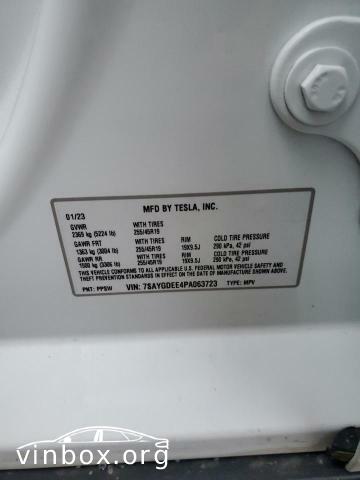 MFD BY TESLA, INC.
01/23
GVWR WITH TIRES
2369 kg (5224 lb) 255/45R19
GAWR FRT WITH TIRES RIM COLD TIRE PRESSURE
1363 kg (3004 lb) 255/45R19 19X9.5J 290 kPa, 42 psi
GAWR RR WITH TIRES RIM COLD TIRE PRESSURE
1500 kg (3306 lb) 255/45R19 19X9.5J 290 kPa, 42 psi
THIS VEHICLE CONFORMS TO ALL APPLICABLE U.S. FEDERAL MOTOR VEHICLE SAFETY AND
THEFT PREVENTION STANDARDS IN EFFECT ON THE DATE OF MANUFACTURE SHOWN ABOVE.
PNT: PPSW VIN: 7SAYGDEE4PA063723 TYPE: MPV
vinbox.org